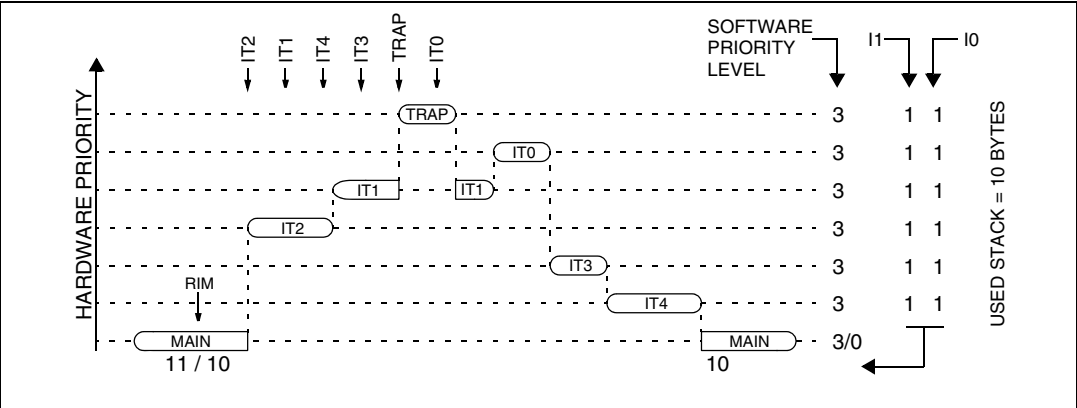 IT2
IT1
IT4
IT3
TRAP
IT0
SOFTWARE
PRIORITY
LEVEL
I1
I0
HARDWARE PRIORITY
TRAP
3
1 1
IT0
3
1 1
IT1
IT1
3
1 1
IT2
3
1 1
IT3
3
1 1
RIM
IT4
3
1 1
MAIN
MAIN
3/0
11 / 10
10
USED STACK = 10 BYTES